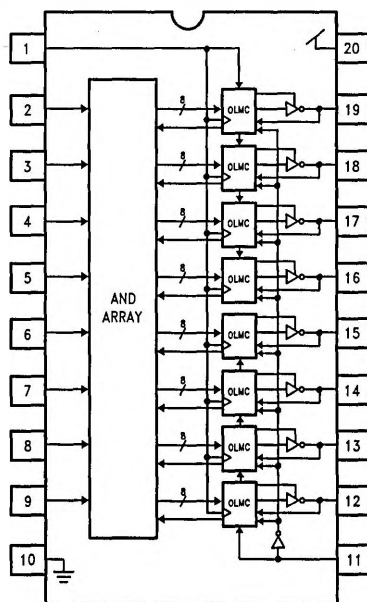 1 20
8 OLMC
2 19
8 OLMC
3 18
8 OLMC
4 17
8 OLMC
5 16
AND
ARRAY
8 OLMC
6 15
8 OLMC
7 14
8 OLMC
8 13
8 OLMC
9 12
10 11